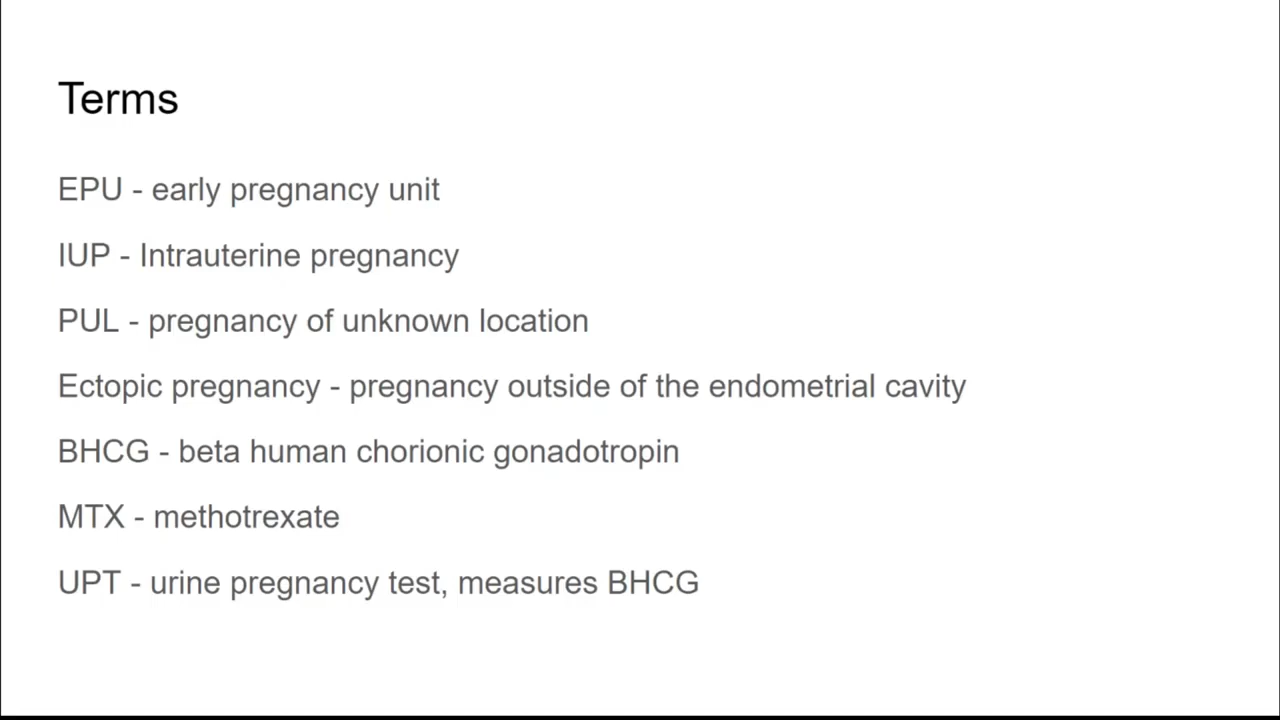 Terms
EPU - early pregnancy unit
IUP - Intrauterine pregnancy
PUL - pregnancy of unknown location
Ectopic pregnancy - pregnancy outside of the endometrial cavity
BHCG - beta human chorionic gonadotropin
MTX - methotrexate
UPT - urine pregnancy test, measures BHCG